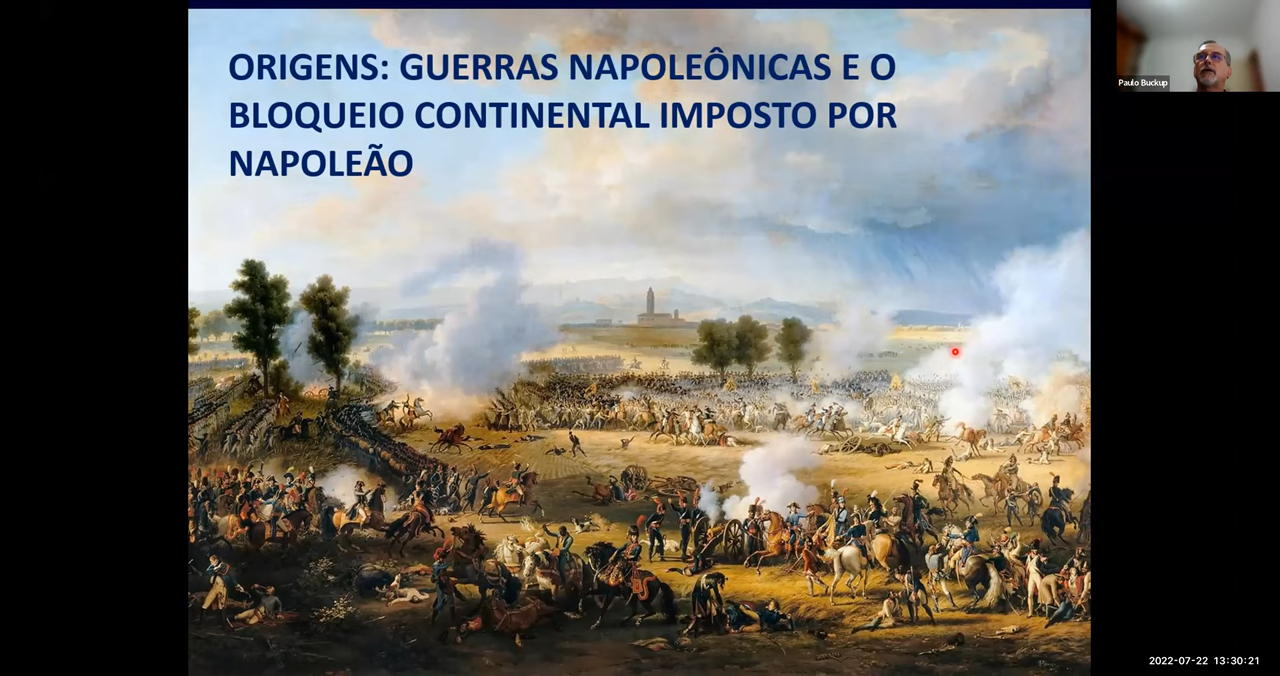 ORIGENS: GUERRAS NAPOLEÔNICAS E O
BLOQUEIO CONTINENTAL IMPOSTO POR
NAPOLEÃO
Paulo Buckup
2022-07-22 13:30:21